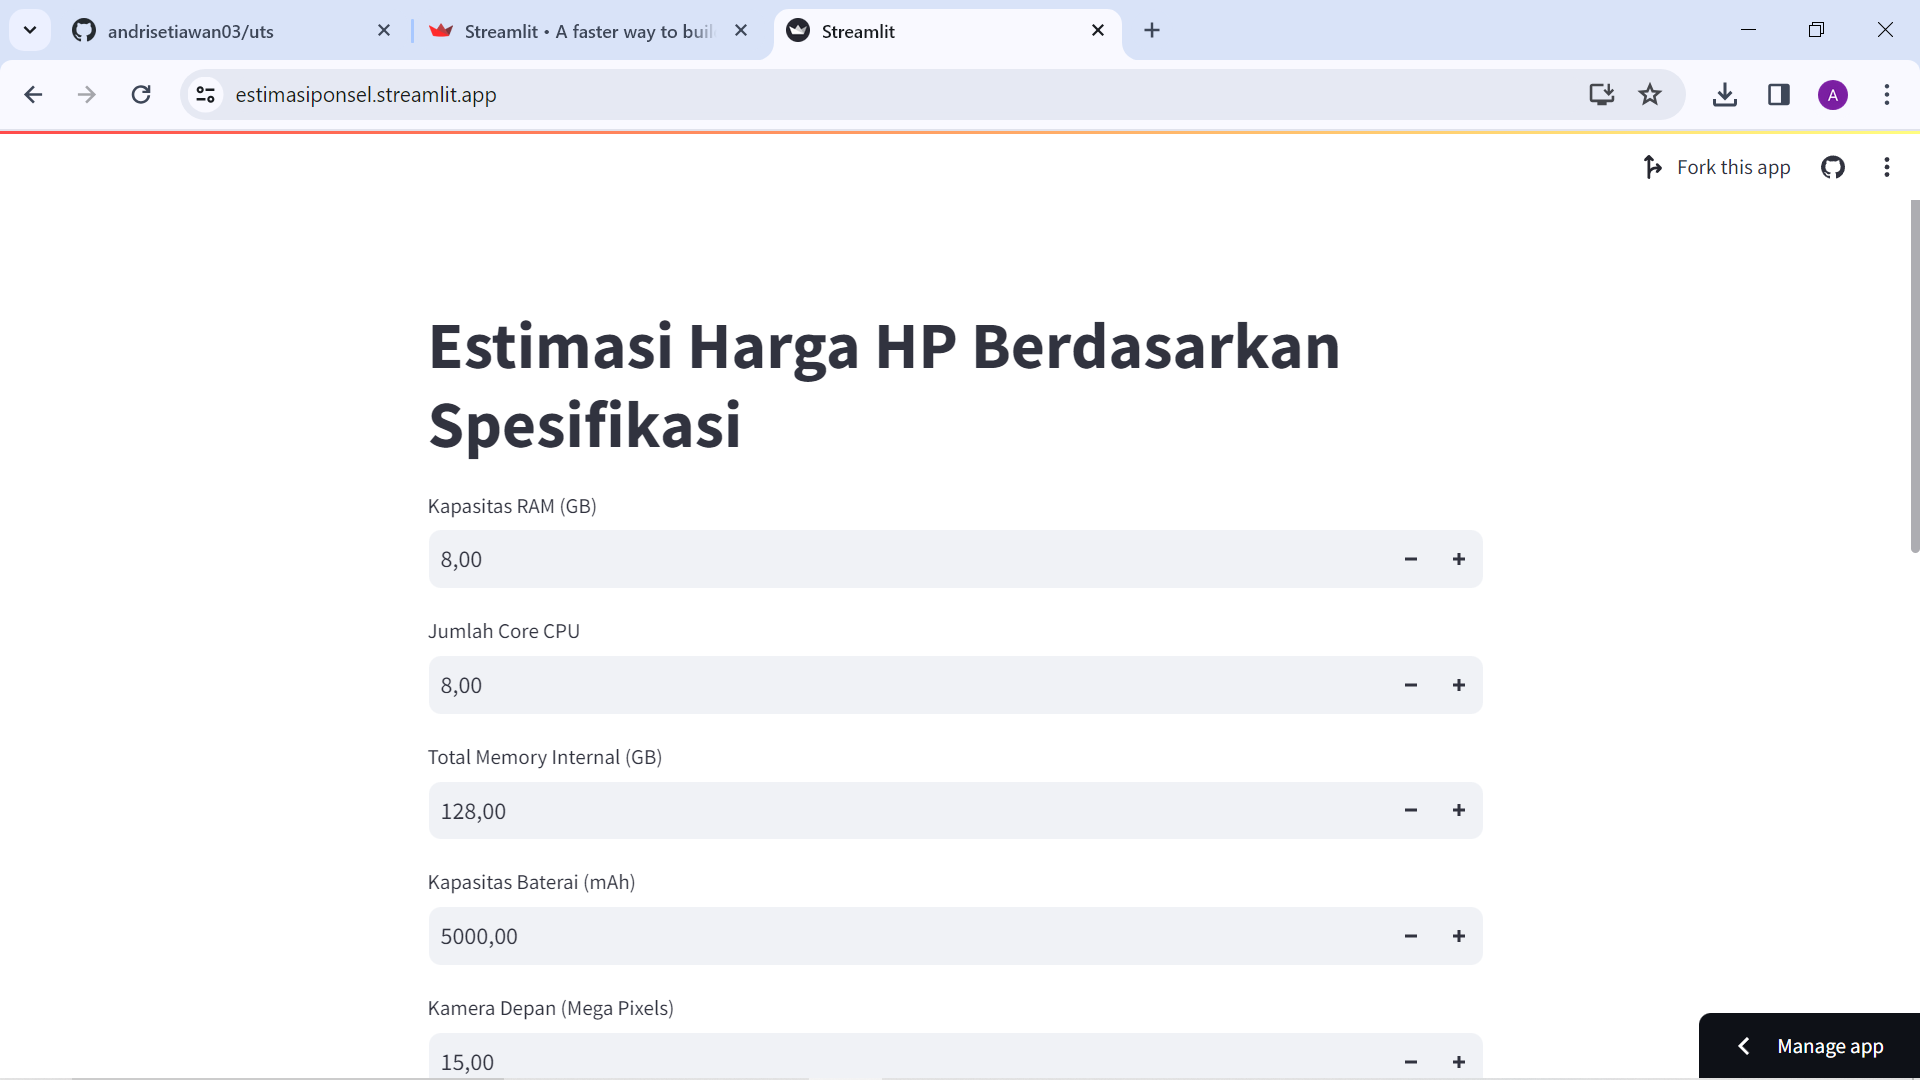 andrisetiawan03/uts
Streamlit • A faster way to buil
Streamlit
estimasiponsel.streamlit.app
A
Fork this app
Estimasi Harga HP Berdasarkan
Spesifikasi
Kapasitas RAM (GB)
8,00
Jumlah Core CPU
8,00
Total Memory Internal (GB)
128,00
Kapasitas Baterai (mAh)
5000,00
Kamera Depan (Mega Pixels)
15,00
Manage app